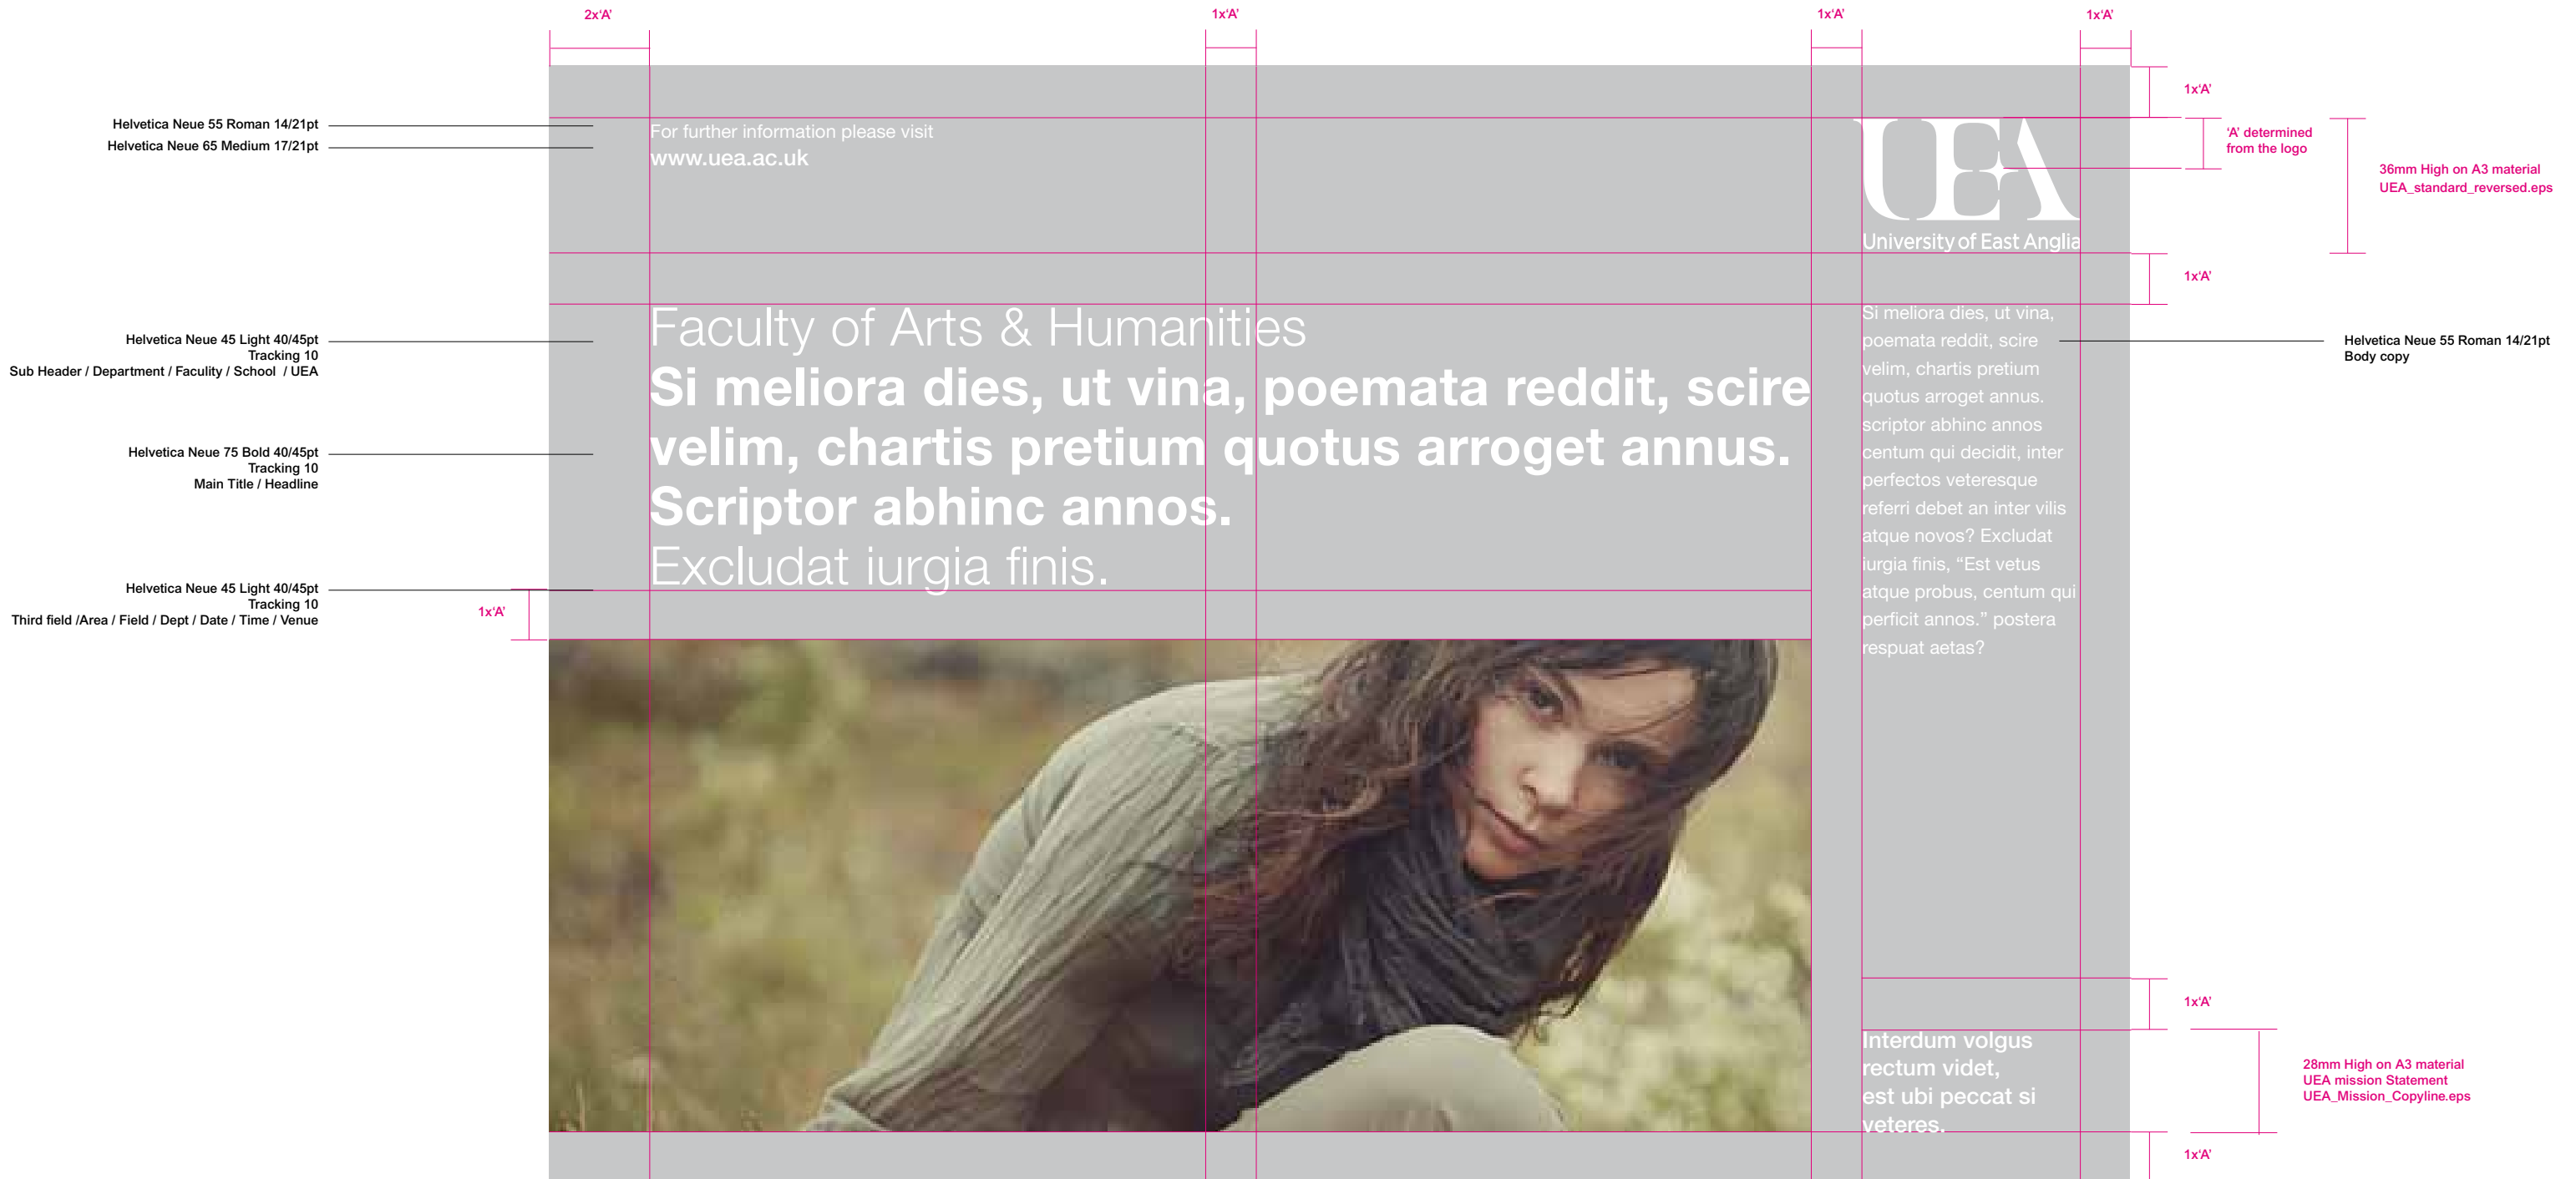 2x‘A’
1x‘A’
1x‘A’
1x‘A’
1x‘A’
Helvetica Neue 55 Roman 14/21pt
Helvetica Neue 65 Medium 17/21pt
For further information please visit
www.uea.ac.uk
UEA
University of East Anglia
‘A’ determined
from the logo
36mm High on A3 material
UEA_standard_reversed.eps
1x‘A’
Helvetica Neue 45 Light 40/45pt
Tracking 10
Sub Header / Department / Faculity / School / UEA
Helvetica Neue 75 Bold 40/45pt
Tracking 10
Main Title / Headline
Helvetica Neue 45 Light 40/45pt
Tracking 10
Third field /Area / Field / Dept / Date / Time / Venue
1x‘A’
Faculty of Arts & Humanities
Si meliora dies, ut vina, poemata reddit, scire
velim, chartis pretium quotus arroget annus.
Scriptor abhinc annos.
Excludat iurgia finis.
Si meliora dies, ut vina,
poemata reddit, scire
velim, chartis pretium
quotus arroget annus.
scriptor abhinc annos
centum qui decidit, inter
perfectos veteresque
referri debet an inter vilis
atque novos? Excludat
iurgia finis, “Est vetus
atque probus, centum qui
perficit annos.” postera
respuat aetas?
Helvetica Neue 55 Roman 14/21pt
Body copy
1x‘A’
Interdum volgus
rectum videt,
est ubi peccat si
veteres.
28mm High on A3 material
UEA mission Statement
UEA_Mission_Copyline.eps
1x‘A’